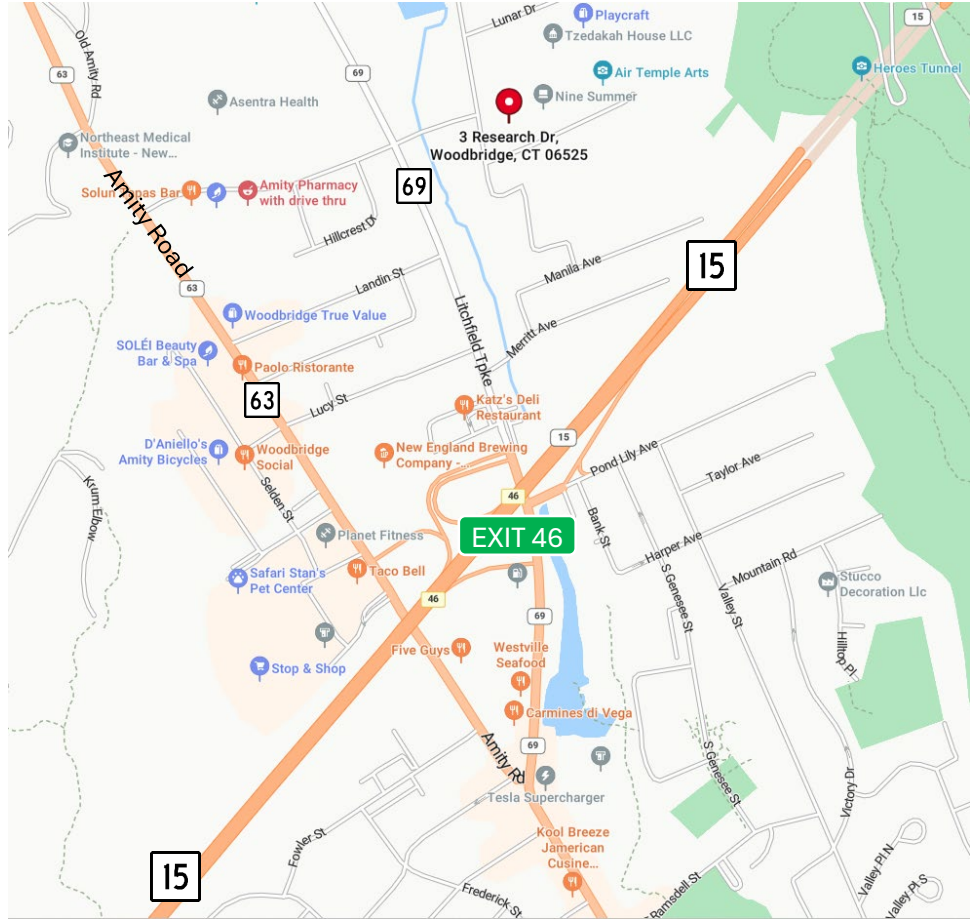 Lunar Dr
Playcraft
Tzedakah House LLC
15
Old Amity Rd
63
69
Air Temple Arts
Heroes Tunnel
Asentra Health
Nine Summer
3 Research Dr,
Woodbridge, CT 06525
Northeast Medical
Institute - New...
69
Amity Pharmacy
with drive thru
Amity Road
Hillcrest Dr
15
Manila Ave
Landin St
63
Woodbridge True Value
Litchfield Tpke
Merritt Ave
SOLÉI Beauty
Bar & Spa
Paolo Ristorante
63
Lucy St
Katz's Deli
Restaurant
15
D'Aniello's
Amity Bicycles
Woodbridge
Social
New England Brewing
Company -...
Pond Lily Ave
Taylor Ave
Krum Elbow
Selden St
46
EXIT 46
Bank St
Planet Fitness
Harper Ave
Mountain Rd
Safari Stan's
Pet Center
Taco Bell
46
S Genesee St
Valley St
Stucco
Decoration Llc
69
Five Guys
Westville
Seafood
Hilltop Pl
Stop & Shop
Carmines di Vega
69
Amity Rd
S Genesee St
Victory Dr
Tesla Supercharger
Fowler St
Kool Breeze
Jamerican
Cusine...
15
Valley Pl N
Valley Pl S
Frederick St
Ramsdell St